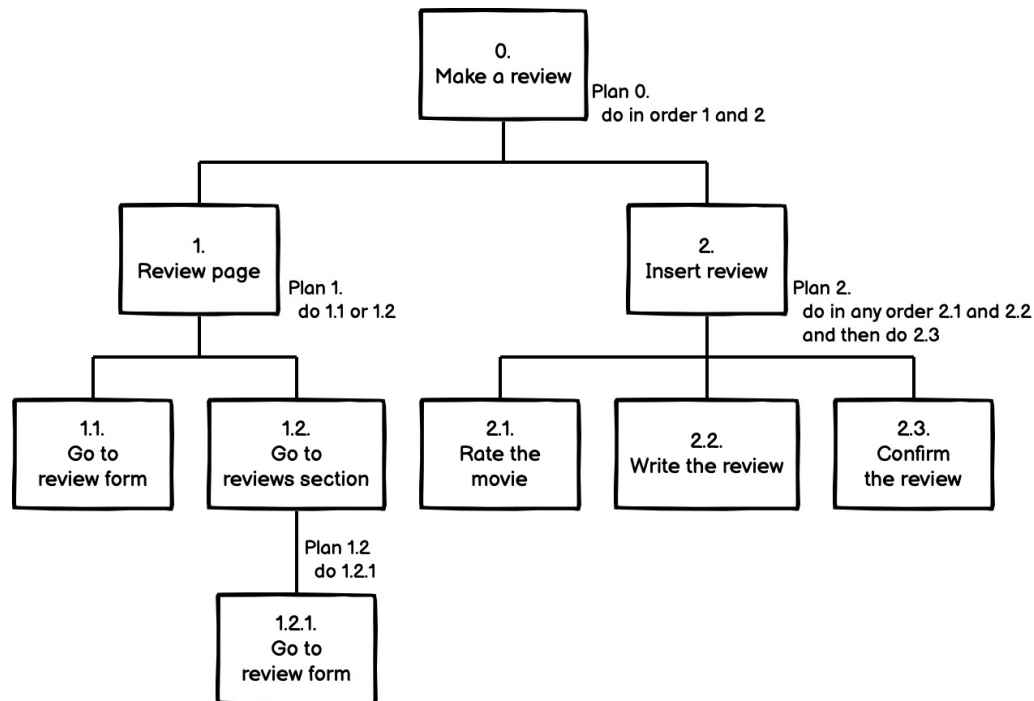 0.
Make a review
Plan 0.
do in order 1 and 2
1.
Review page
Plan 1.
do 1.1 or 1.2
2.
Insert review
Plan 2.
do in any order 2.1 and 2.2
and then do 2.3
1.1.
Go to
review form
1.2.
Go to
reviews section
2.1.
Rate the
movie
2.2.
Write the review
2.3.
Confirm
the review
Plan 1.2
do 1.2.1
1.2.1.
Go to
review form